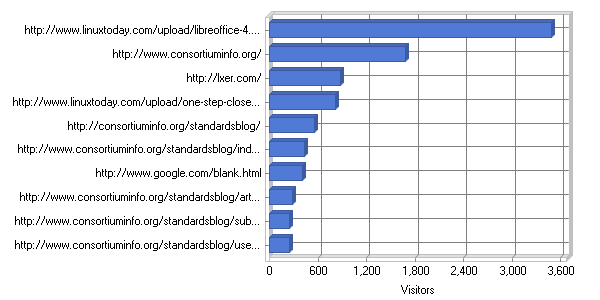 http://www.linuxtoday.com/upload/libreoffice-4....
http://www.consortiuminfo.org/
http://lxer.com/
http://www.linuxtoday.com/upload/one-step-close...
http://consortiuminfo.org/standardsblog/
http://www.consortiuminfo.org/standardsblog/ind...
http://www.google.com/blank.html
http://www.consortiuminfo.org/standardsblog/art...
http://www.consortiuminfo.org/standardsblog/sub...
http://www.consortiuminfo.org/standardsblog/use...
0 600 1,200 1,800 2,400 3,000 3,600
Visitors